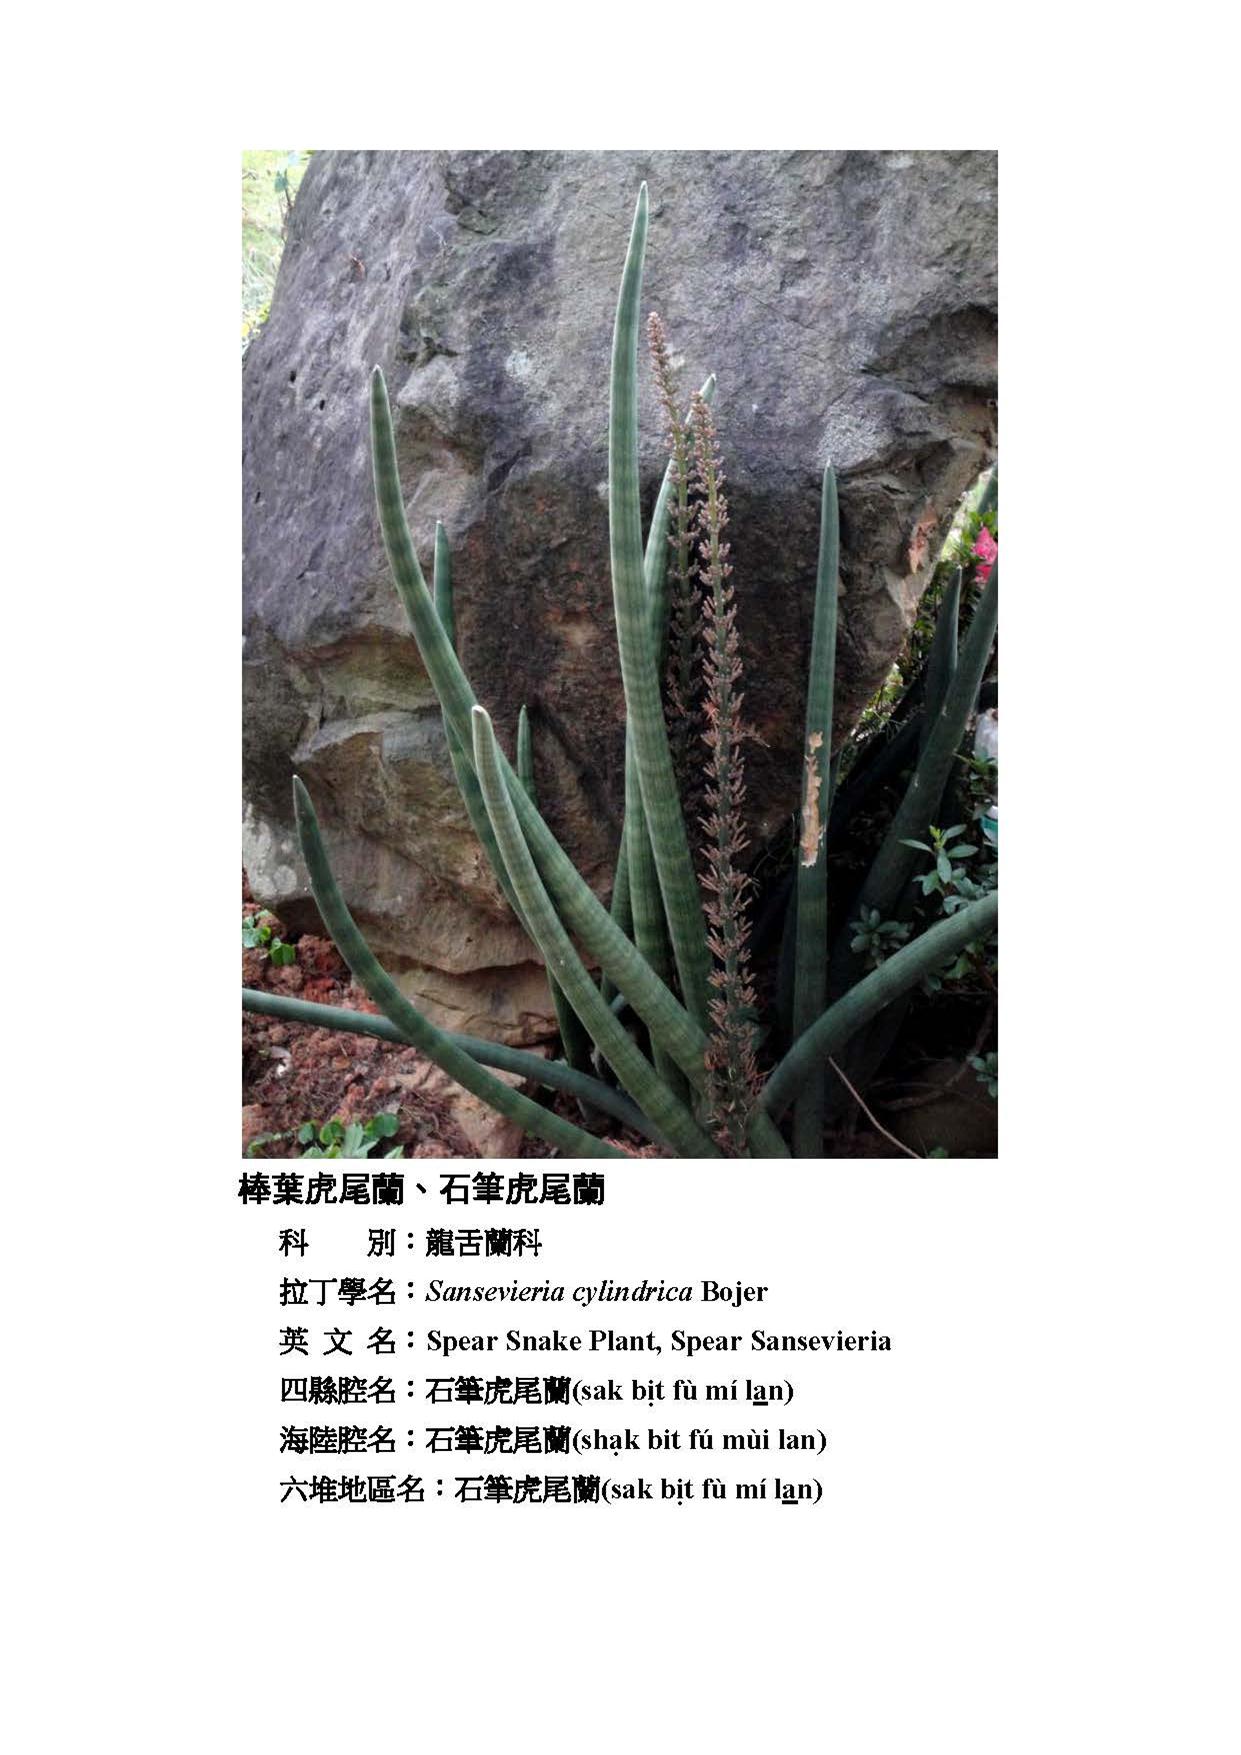 棒葉虎尾蘭、石筆虎尾蘭
科　　別：龍舌蘭科
拉丁學名：Sansevieria cylindrica Bojer
英 文 名：Spear Snake Plant, Spear Sansevieria
四縣腔名：石筆虎尾蘭(sak bịt fù mí la̲n)
海陸腔名：石筆虎尾蘭(shạk bit fú mùi lan)
六堆地區名：石筆虎尾蘭(sak bịt fù mí la̲n)